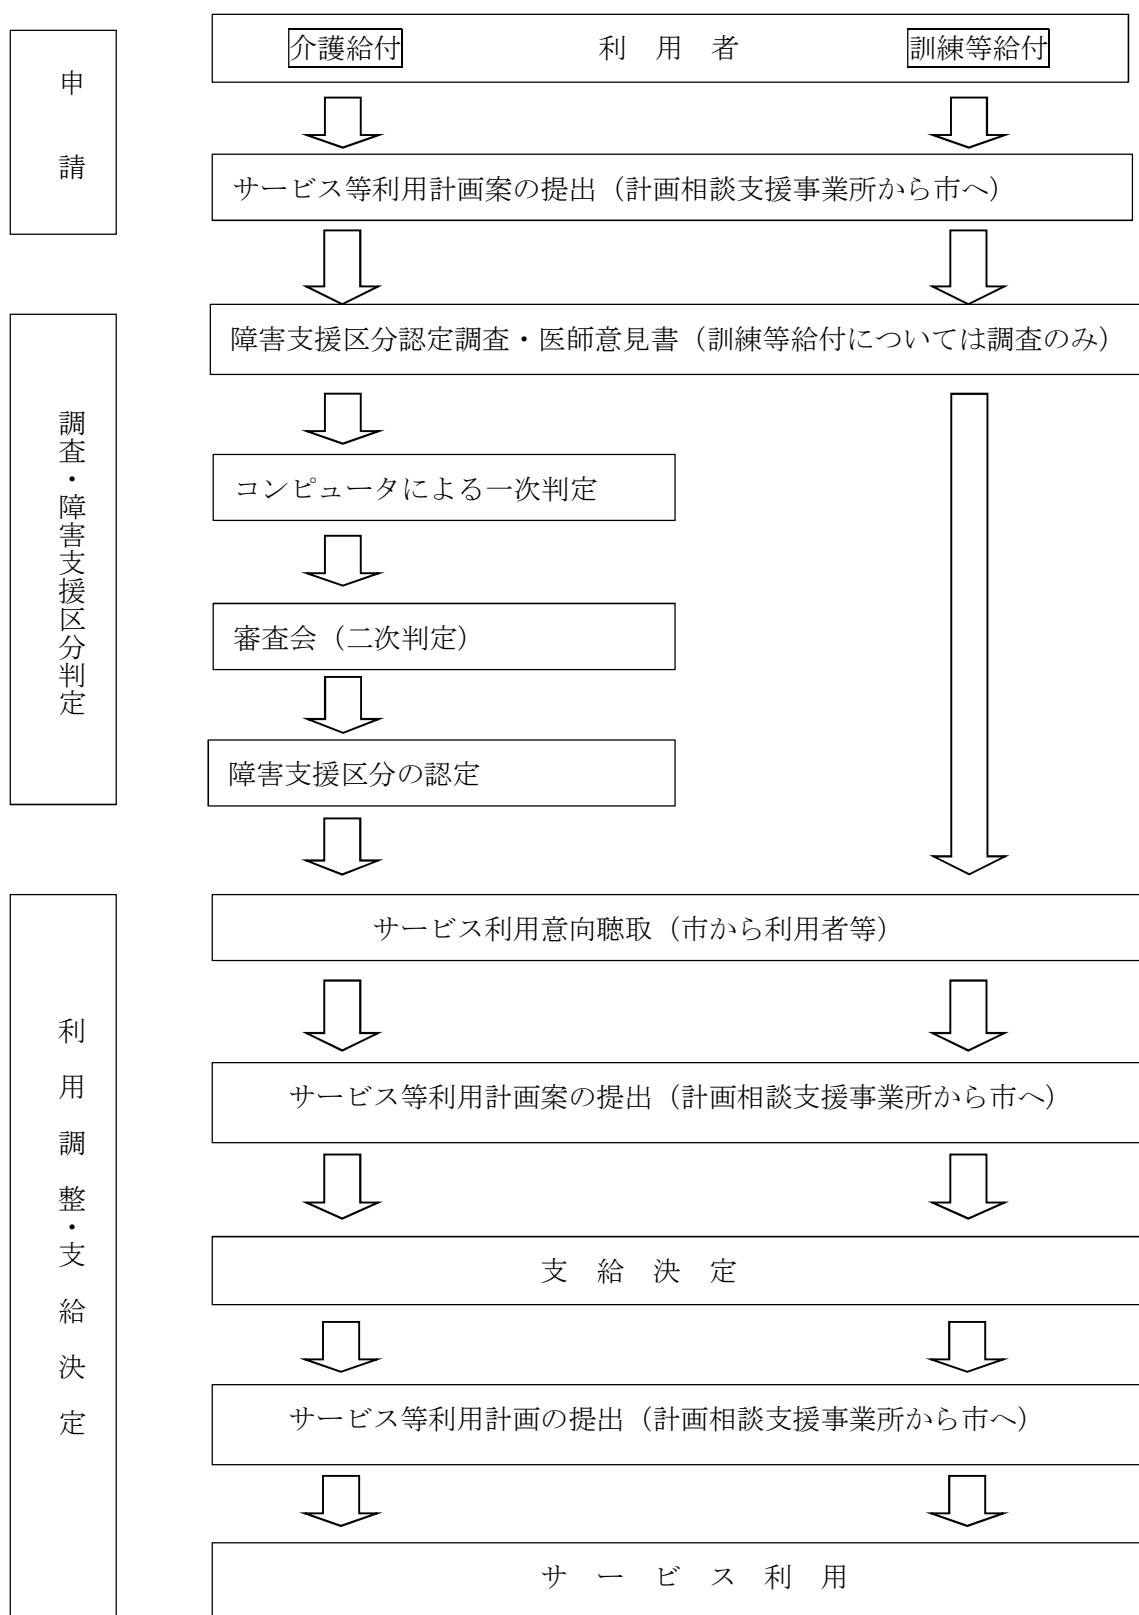 申請
介護給付 利用者 訓練等給付
サービス等利用計画案の提出（計画相談支援事業所から市へ）
調査・障害支援区分判定
障害支援区分認定調査・医師意見書（訓練等給付については調査のみ）
コンピュータによる一次判定
審査会（二次判定）
障害支援区分の認定
利用調整・支給決定
サービス利用意向聴取（市から利用者等）
サービス等利用計画案の提出（計画相談支援事業所から市へ）
支給決定
サービス等利用計画の提出（計画相談支援事業所から市へ）
サービス利用